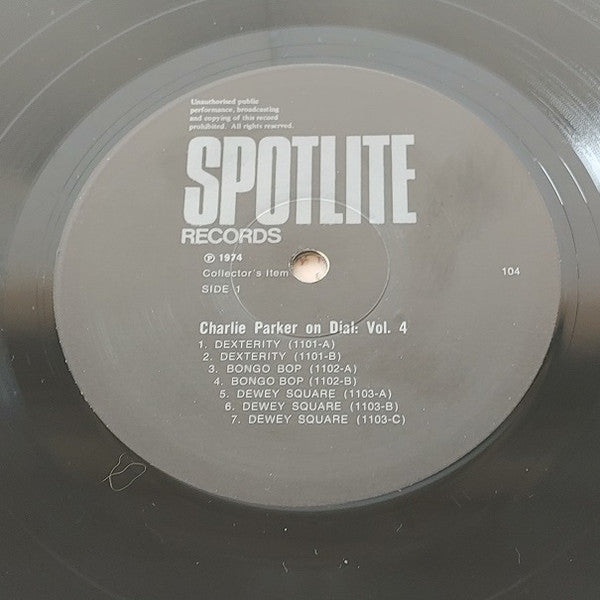 Unauthorised public
performance, broadcasting
and copying of this record
prohibited. All rights reserved.
SPOTLITE
RECORDS
℗ 1974
Collector's Item
SIDE 1
104
Charlie Parker on Dial: Vol. 4
1. DEXTERITY (1101-A)
2. DEXTERITY (1101-B)
3. BONGO BOP (1102-A)
4. BONGO BOP (1102-B)
5. DEWEY SQUARE (1103-A)
6. DEWEY SQUARE (1103-B)
7. DEWEY SQUARE (1103-C)